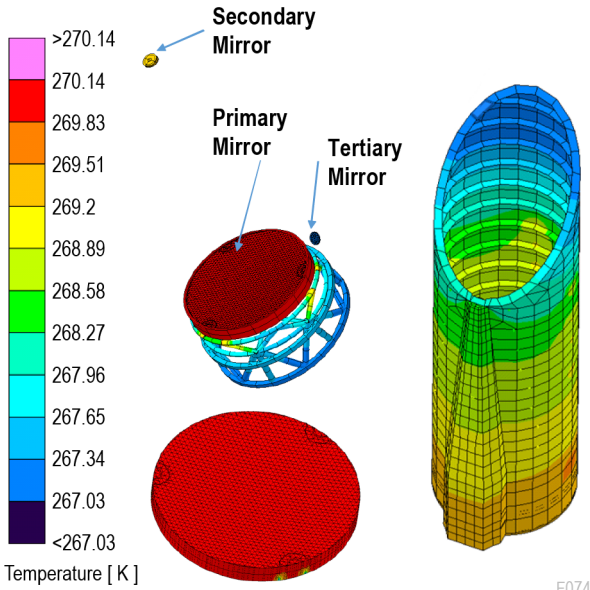 Secondary
Mirror
Primary
Mirror
Tertiary
Mirror
>270.14
270.14
269.83
269.51
269.2
268.89
268.58
268.27
267.96
267.65
267.34
267.03
<267.03
Temperature [ K ]
E074